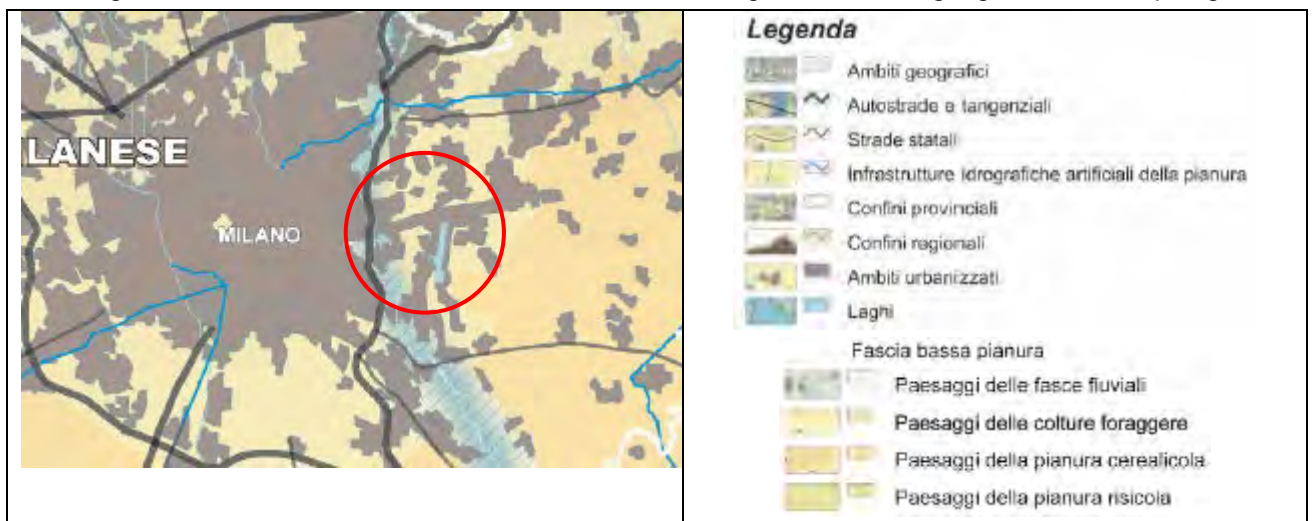 LANESE
MILANO
Legenda
Ambiti geografici
Autostrade e tangenziali
Strade statali
Infrastrutture idrografiche artificiali della pianura
Confini provinciali
Confini regionali
Ambiti urbanizzati
Laghi
Fascia bassa pianura
Paesaggi delle fasce fluviali
Paesaggi delle colture foraggere
Paesaggi della pianura cerealicola
Paesaggi della pianura risicola